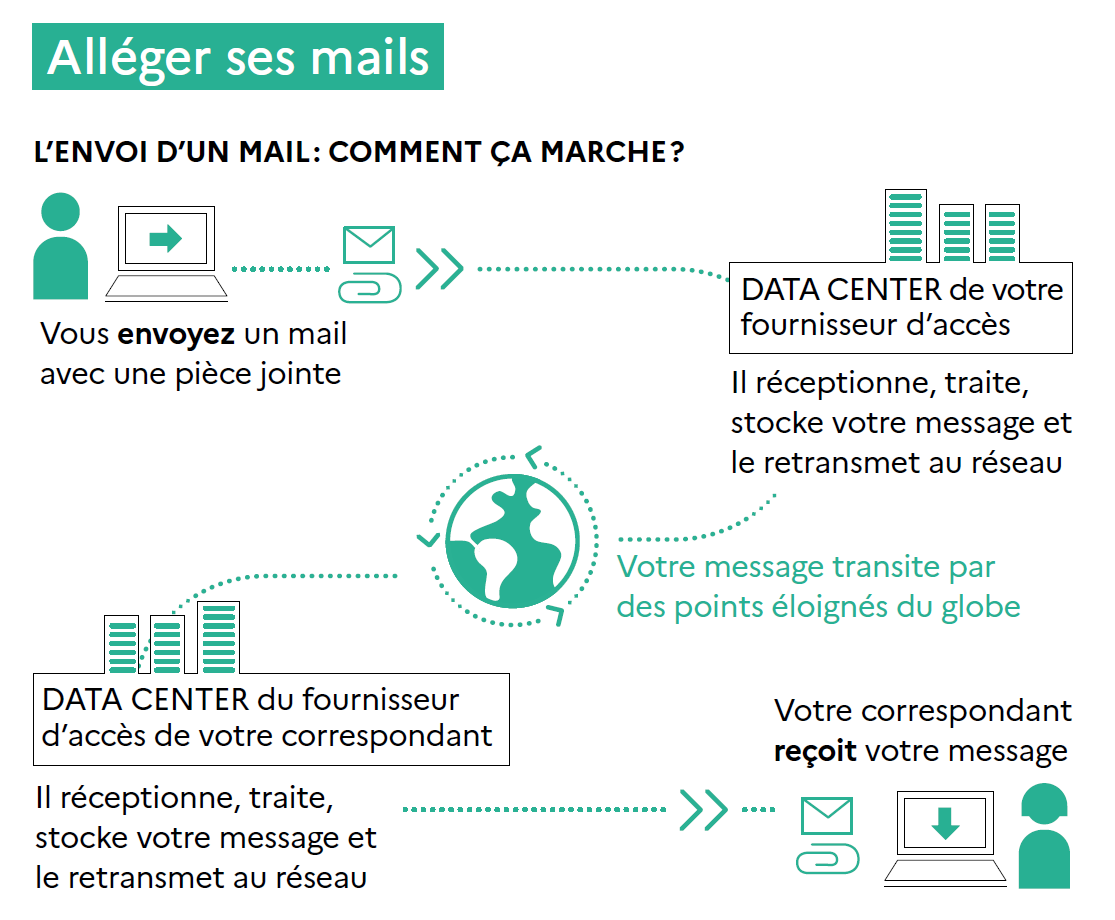 Alléger ses mails
L'ENVOI D'UN MAIL : COMMENT ÇA MARCHE ?
Vous envoyez un mail
avec une pièce jointe
DATA CENTER de votre
fournisseur d'accès
Il réceptionne, traite,
stocke votre message et
le retransmet au réseau
Votre message transite par
des points éloignés du globe
DATA CENTER du fournisseur
d'accès de votre correspondant
Il réceptionne, traite,
stocke votre message et
le retransmet au réseau
Votre correspondant
reçoit votre message